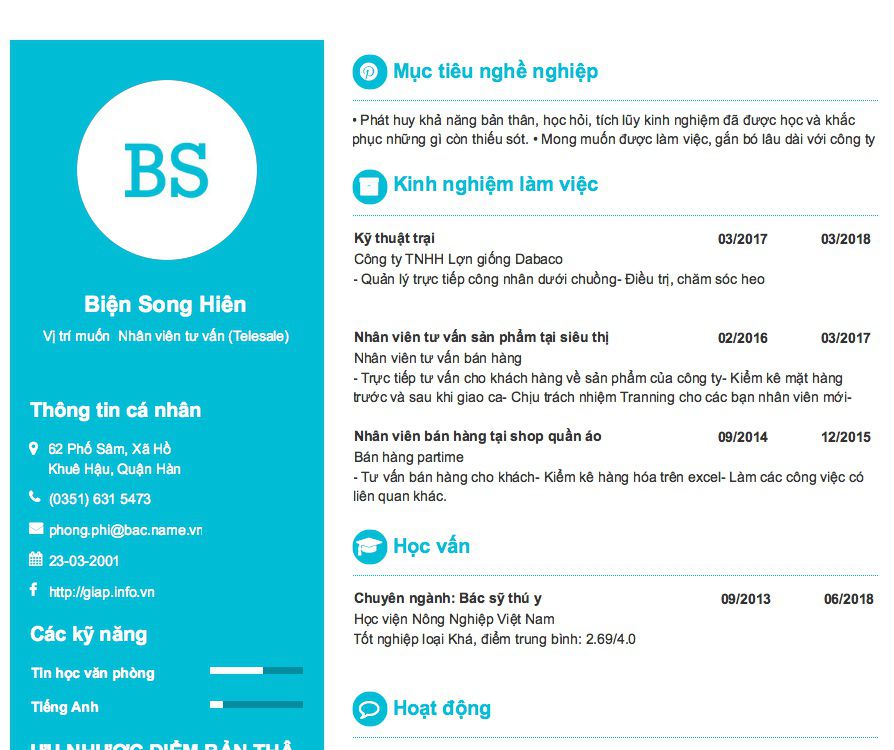 BS
Biện Song Hiên
Vị trí muốn Nhân viên tư vấn (Telesale)
Thông tin cá nhân
62 Phố Sâm, Xã Hồ
Khuê Hậu, Quận Hàn
(0351) 631 5473
phong.phi@bac.name.vn
23-03-2001
http://giap.info.vn
Các kỹ năng
Tin học văn phòng
Tiếng Anh
ƯU NHƯỢC ĐIỂM BẢN THÂ
Mục tiêu nghề nghiệp
• Phát huy khả năng bản thân, học hỏi, tích lũy kinh nghiệm đã được học và khắc
phục những gì còn thiếu sót. • Mong muốn được làm việc, gắn bó lâu dài với công ty
Kinh nghiệm làm việc
Kỹ thuật trại 03/2017 03/2018
Công ty TNHH Lợn giống Dabaco
- Quản lý trực tiếp công nhân dưới chuồng- Điều trị, chăm sóc heo
Nhân viên tư vấn sản phẩm tại siêu thị 02/2016 03/2017
Nhân viên tư vấn bán hàng
- Trực tiếp tư vấn cho khách hàng về sản phẩm của công ty- Kiểm kê mặt hàng
trước và sau khi giao ca- Chịu trách nhiệm Tranning cho các bạn nhân viên mới-
Nhân viên bán hàng tại shop quần áo 09/2014 12/2015
Bán hàng partime
- Tư vấn bán hàng cho khách- Kiểm kê hàng hóa trên excel- Làm các công việc có
liên quan khác.
Học vấn
Chuyên ngành: Bác sỹ thú y 09/2013 06/2018
Học viện Nông Nghiệp Việt Nam
Tốt nghiệp loại Khá, điểm trung bình: 2.69/4.0
Hoạt động